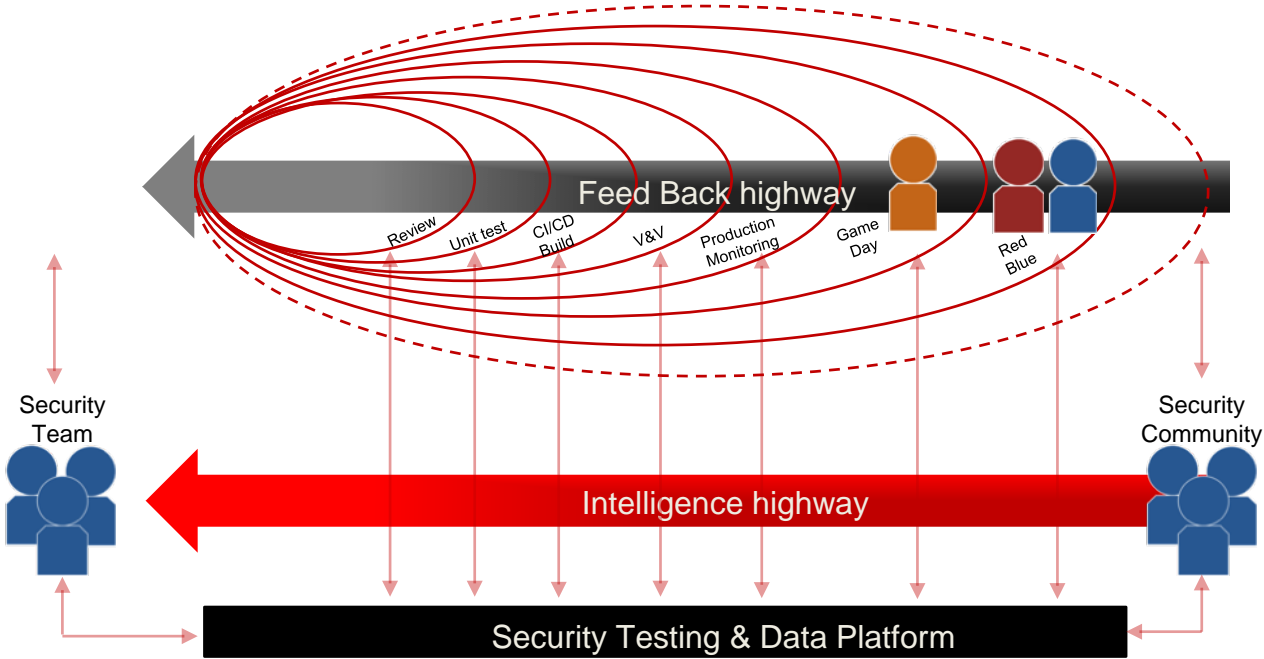 Feed Back highway
Review
Unit test
CI/CD
Build
V&V
Production
Monitoring
Game
Day
Red
Blue
Security
Team
Security
Community
Intelligence highway
Security Testing & Data Platform